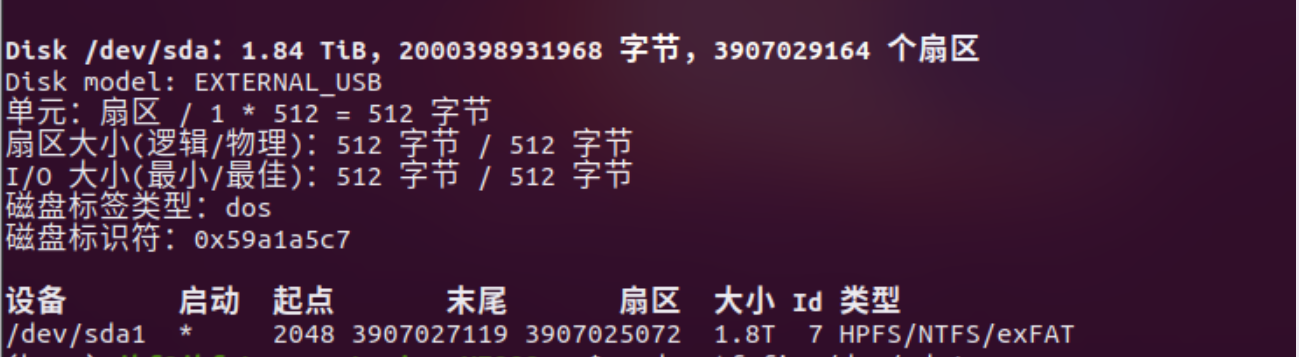 Disk /dev/sda：1.84 TiB，2000398931968 字节，3907029164 个扇区
Disk model: EXTERNAL_USB
单元：扇区 / 1 * 512 = 512 字节
扇区大小(逻辑/物理)：512 字节 / 512 字节
I/O 大小(最小/最佳)：512 字节 / 512 字节
磁盘标签类型：dos
磁盘标识符：0x59a1a5c7
设备 启动 起点 末尾 扇区 大小 Id 类型
/dev/sda1 * 2048 3907027119 3907025072 1.8T 7 HPFS/NTFS/exFAT